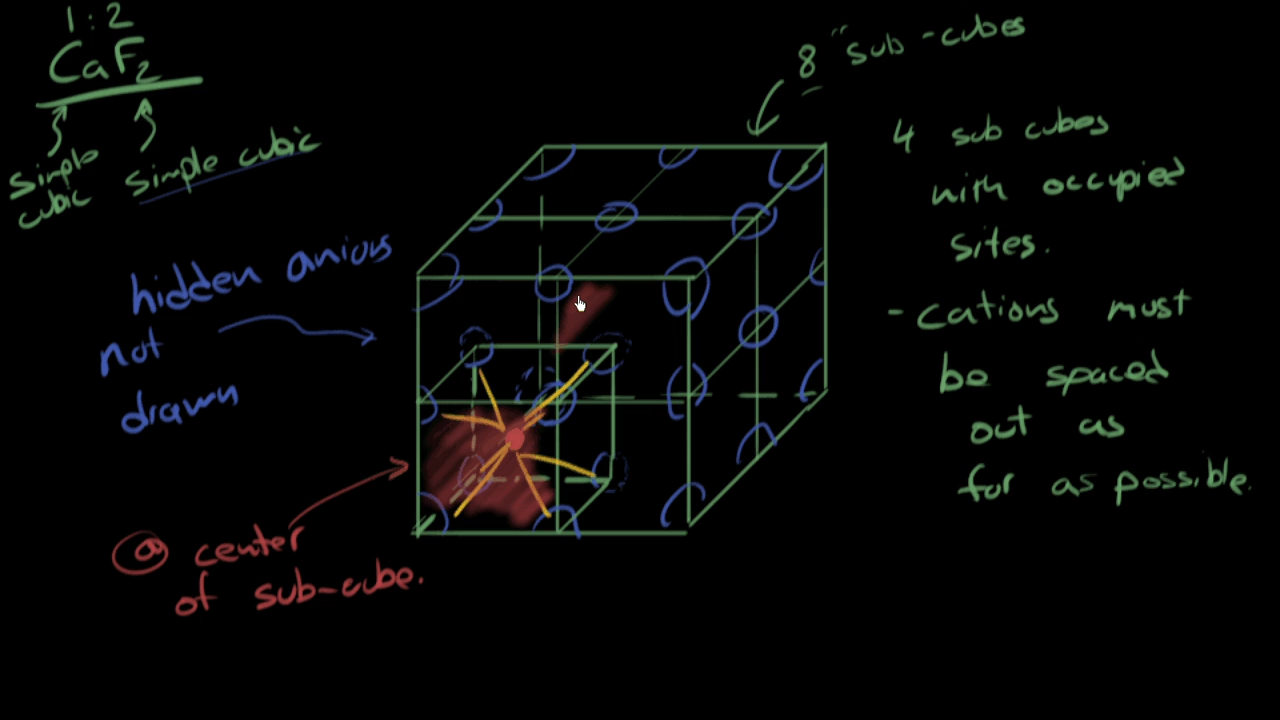 1:2
CaF2
simple
cubic
simple cubic
8 "sub-cubes
4 sub cubes
with occupied
sites.
- Cations must
be spaced
out as
far as possible.
hidden anions
not
drawn
@ center
of sub-cube.